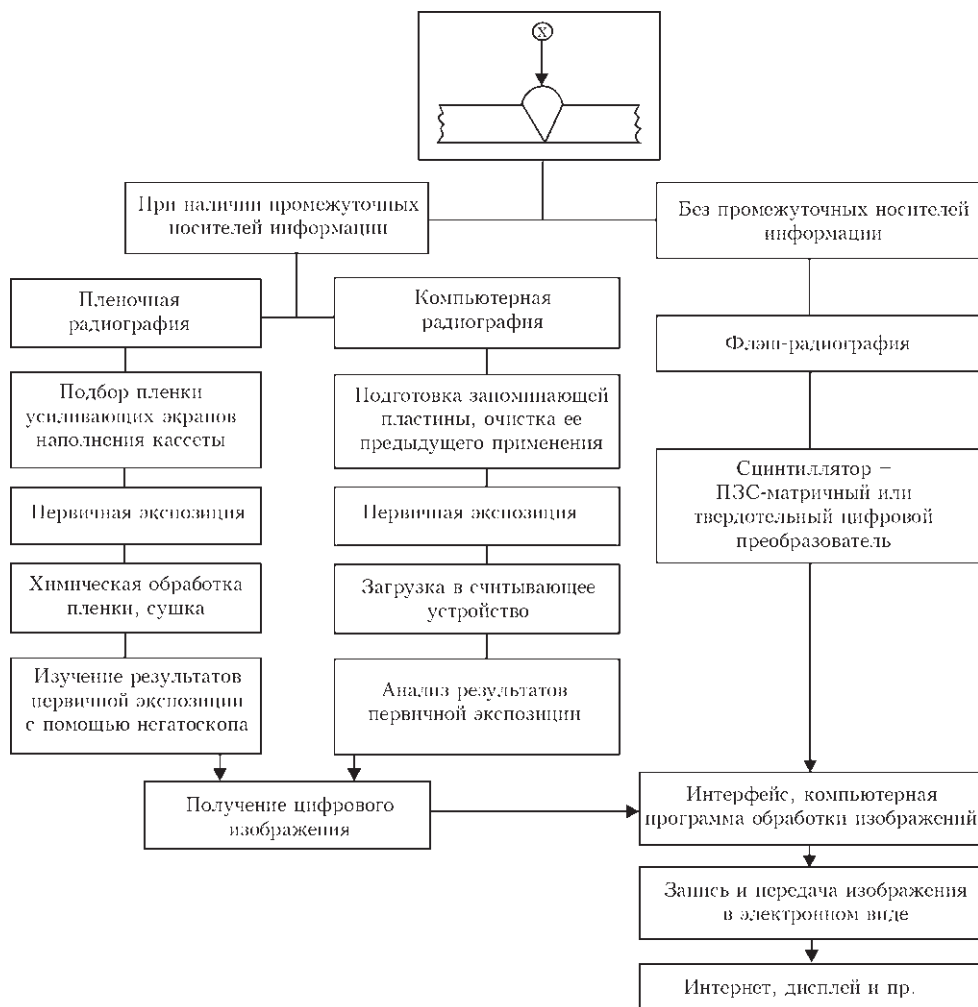 X
При наличии промежуточных
носителей информации
Без промежуточных носителей
информации
Пленочная
радиография
Компьютерная
радиография
Флэш-радиография
Подбор пленки
усиливающих экранов
наполнения кассеты
Подготовка запоминающей
пластины, очистка ее
предыдущего применения
Сцинтиллятор –
ПЗС-матричный или
твердотельный цифровой
преобразователь
Первичная экспозиция
Первичная экспозиция
Химическая обработка
пленки, сушка
Загрузка в считывающее
устройство
Изучение результатов
первичной экспозиции
с помощью негатоскопа
Анализ результатов
первичной экспозиции
Получение цифрового
изображения
Интерфейс, компьютерная
программа обработки изображений
Запись и передача изображения
в электронном виде
Интернет, дисплей и пр.